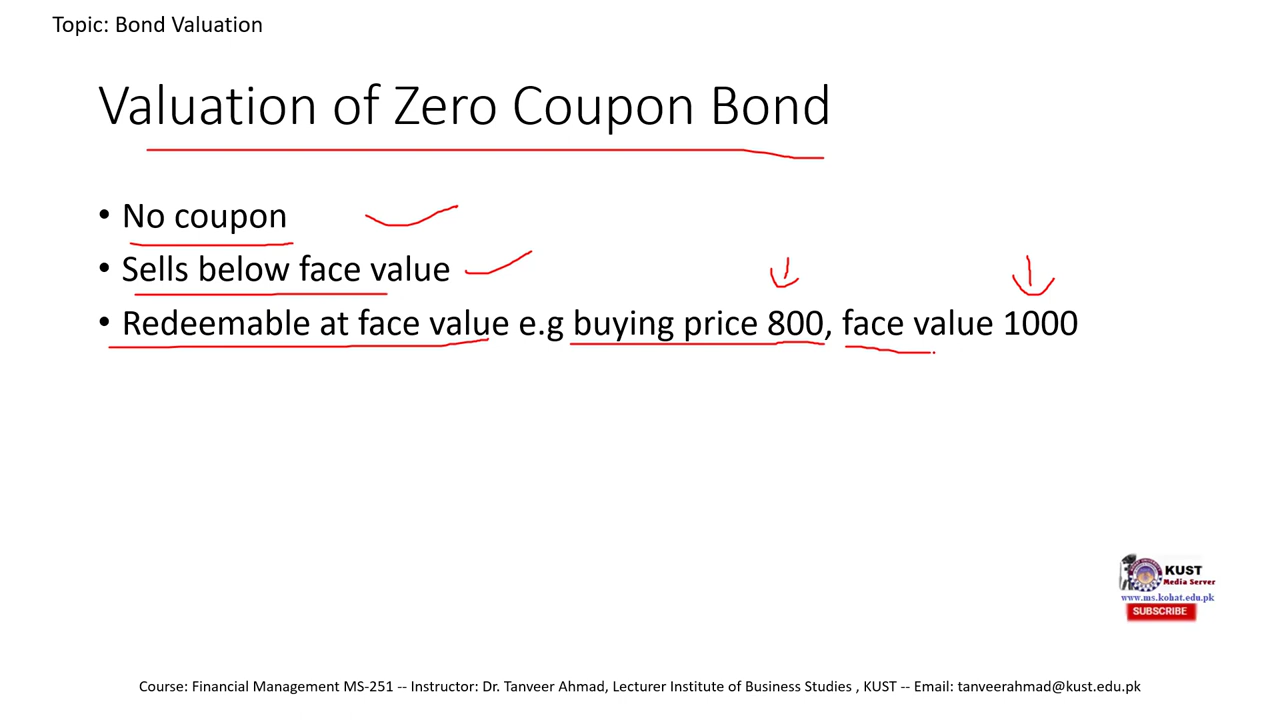 Topic: Bond Valuation
Valuation of Zero Coupon Bond
• No coupon
• Sells below face value
• Redeemable at face value e.g buying price 800, face value 1000
KUST
Media Server
www.ms.kohat.edu.pk
SUBSCRIBE
Course: Financial Management MS-251 -- Instructor: Dr. Tanveer Ahmad, Lecturer Institute of Business Studies , KUST -- Email: tanveerahmad@kust.edu.pk